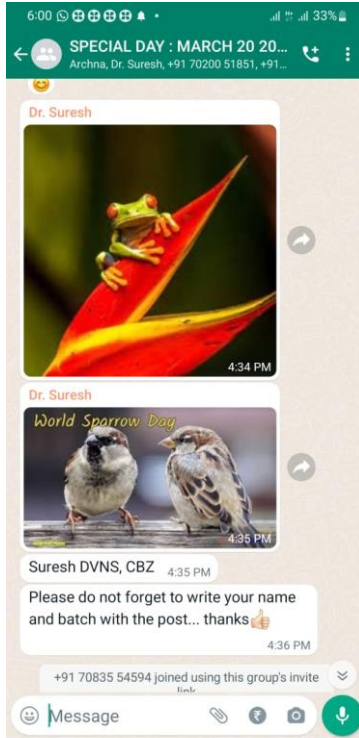 6:00
33%
SPECIAL DAY : MARCH 20 20...
Archna, Dr. Suresh, +91 70200 51851, +91...
Dr. Suresh
4:34 PM
Dr. Suresh
World Sparrow Day
4:35 PM
Suresh DVNS, CBZ 4:35 PM
Please do not forget to write your name
and batch with the post... thanks👍🏻
4:36 PM
+91 70835 54594 joined using this group's invite
link
Message